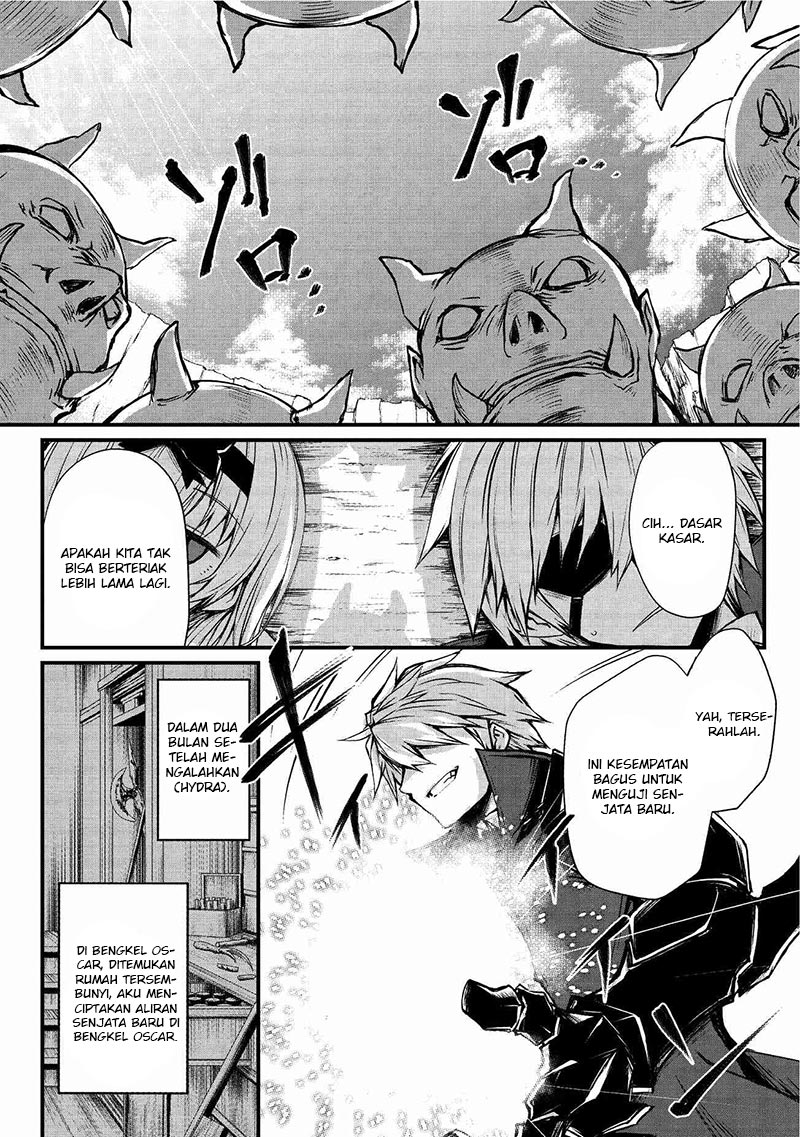 ゾロ
ゾロ
CIH... DASAR
KASAR.
APAKAH KITA TAK
BISA BERTERIAK
LEBIH LAMA LAGI.
YAH, TERSE-
RAHLAH.
INI KESEMPATAN
BAGUS UNTUK
MENGUJI SEN-
JATA BARU.
DALAM DUA
BULAN SE-
TELAH ME-
NGALAHKAN
(HYDRA).
DI BENGKEL OS-
CAR, DITEMUKAN
RUMAH TERSEM-
BUNYI, AKU MEN-
CIPTAKAN ALIRAN
SENJATA BARU DI
BENGKEL OSCAR.